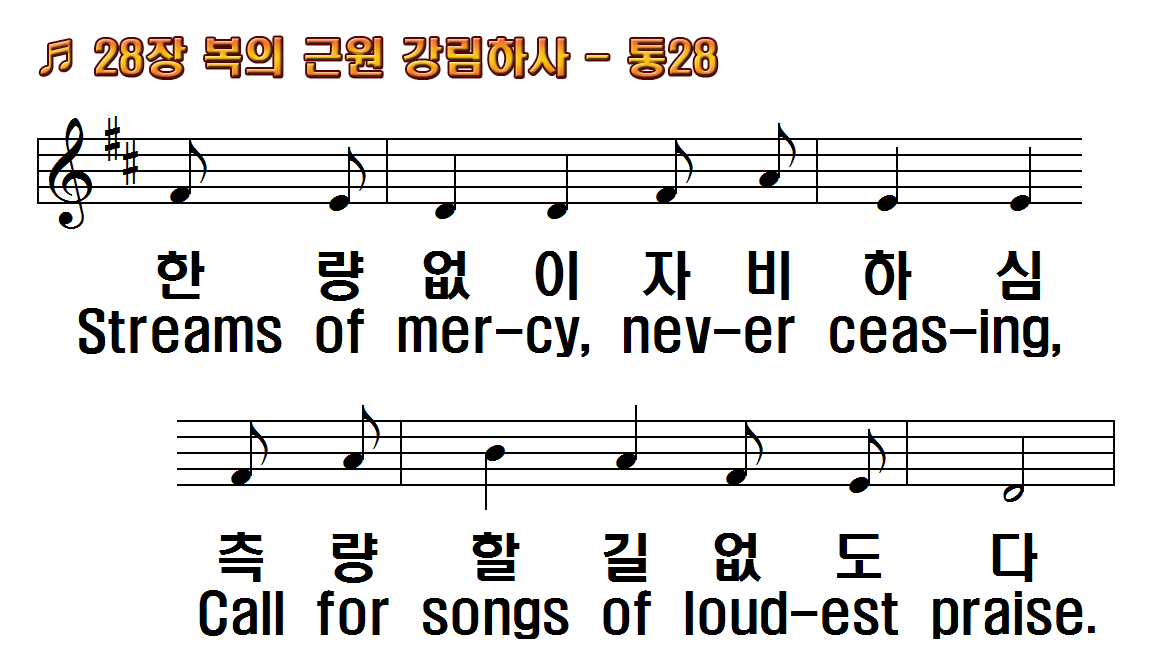 28장 복의 근원 강림하사 - 통28
한 량 없 이 자 비 하 심
Streams of mer-cy, nev-er ceas-ing,
측 량 할 길 없 도 다
Call for songs of loud-est praise.